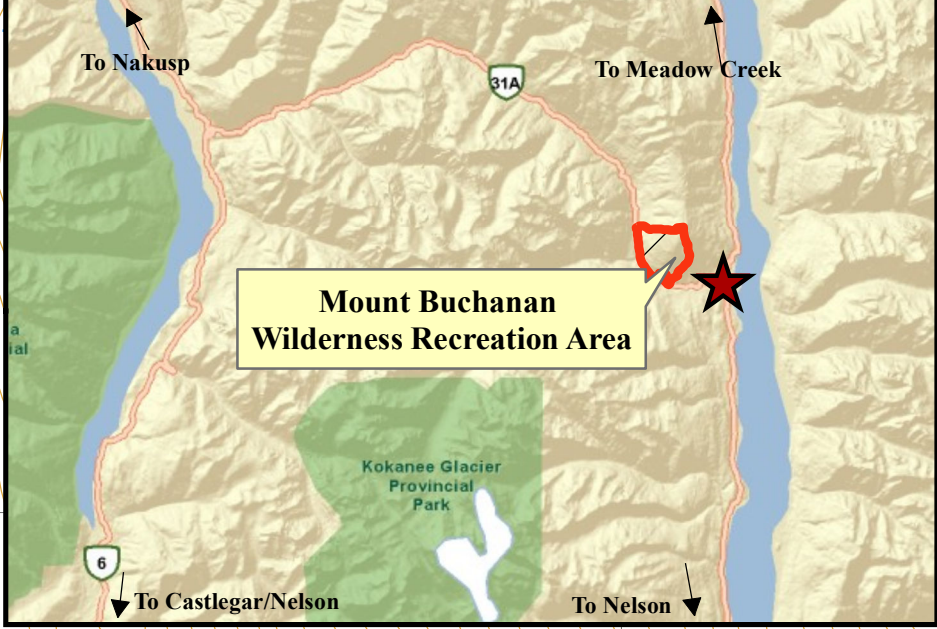 To Nakusp
To Meadow Creek
31A
Mount Buchanan
Wilderness Recreation Area
a
ial
Kokanee Glacier
Provincial
Park
6
To Castlegar/Nelson
To Nelson